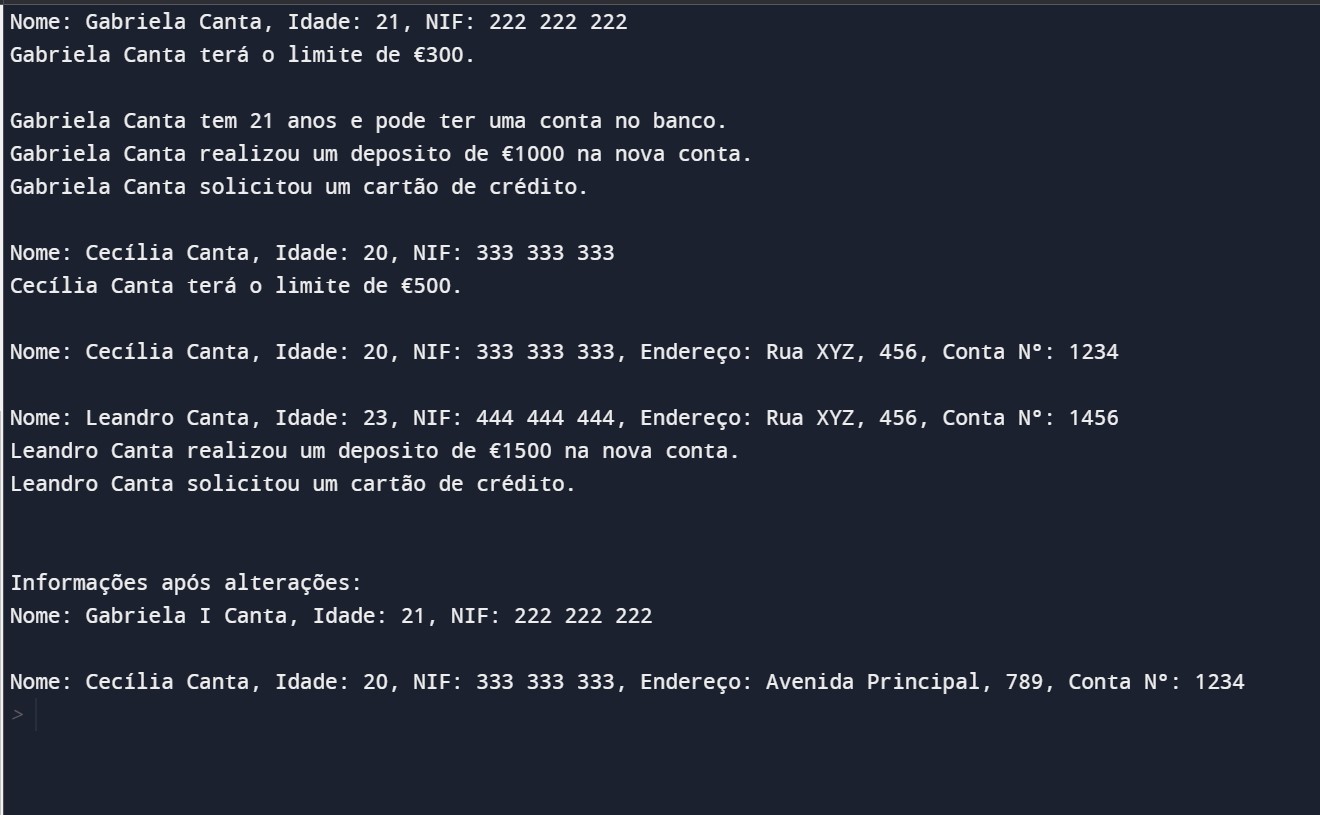 Nome: Gabriela Canta, Idade: 21, NIF: 222 222 222
Gabriela Canta terá o limite de €300.
Gabriela Canta tem 21 anos e pode ter uma conta no banco.
Gabriela Canta realizou um deposito de €1000 na nova conta.
Gabriela Canta solicitou um cartão de crédito.
Nome: Cecília Canta, Idade: 20, NIF: 333 333 333
Cecília Canta terá o limite de €500.
Nome: Cecília Canta, Idade: 20, NIF: 333 333 333, Endereço: Rua XYZ, 456, Conta Nº: 1234
Nome: Leandro Canta, Idade: 23, NIF: 444 444 444, Endereço: Rua XYZ, 456, Conta Nº: 1456
Leandro Canta realizou um deposito de €1500 na nova conta.
Leandro Canta solicitou um cartão de crédito.
Informações após alterações:
Nome: Gabriela I Canta, Idade: 21, NIF: 222 222 222
Nome: Cecília Canta, Idade: 20, NIF: 333 333 333, Endereço: Avenida Principal, 789, Conta Nº: 1234
>